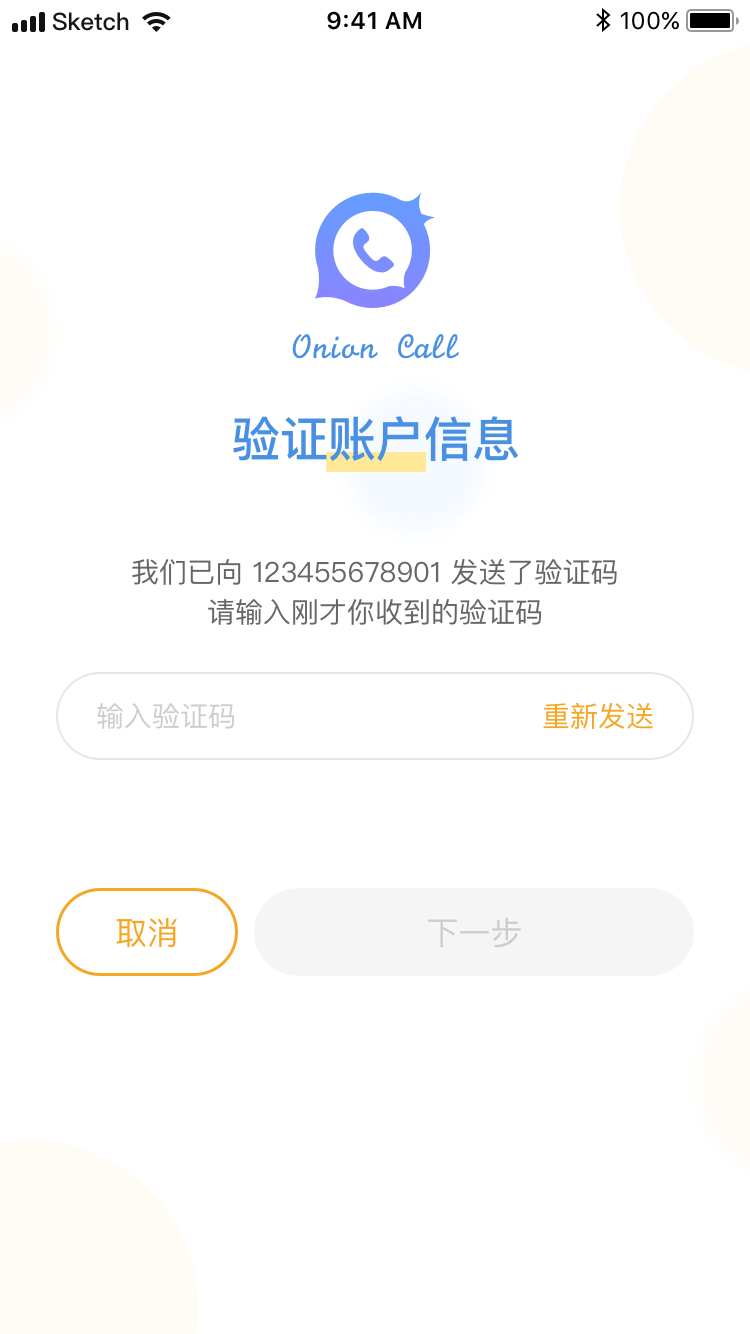 Sketch 9:41 AM 100%
Onion Call
验证账户信息
我们已向 123455678901 发送了验证码
请输入刚才你收到的验证码
输入验证码 重新发送
取消 下一步